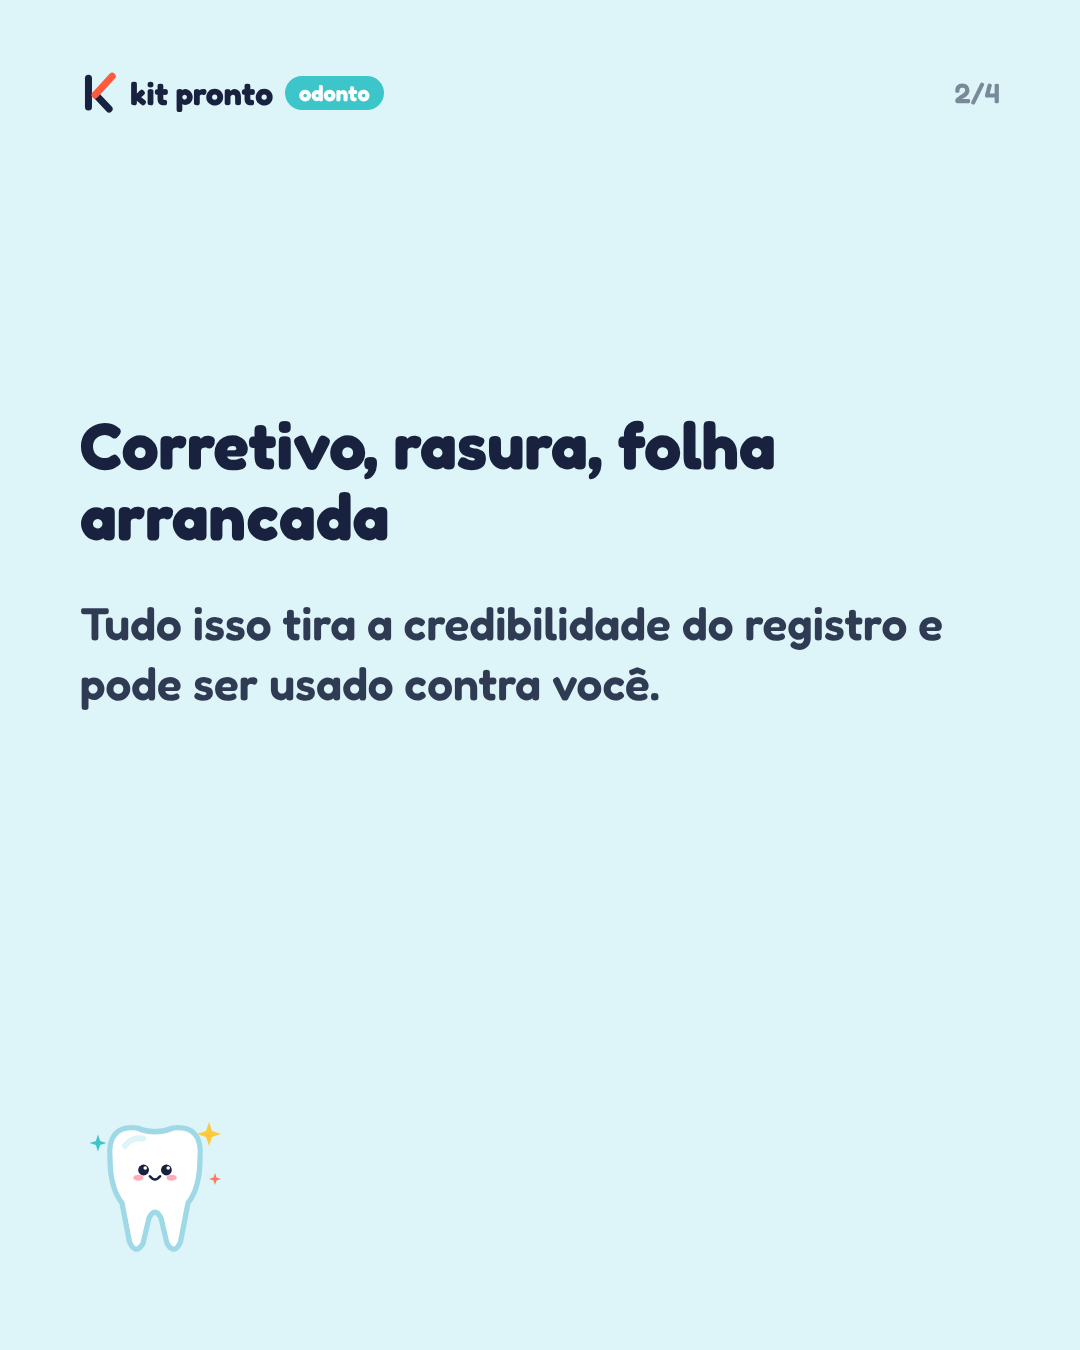 kit pronto odonto
2/4
Corretivo, rasura, folha
arrancada
Tudo isso tira a credibilidade do registro e
pode ser usado contra você.